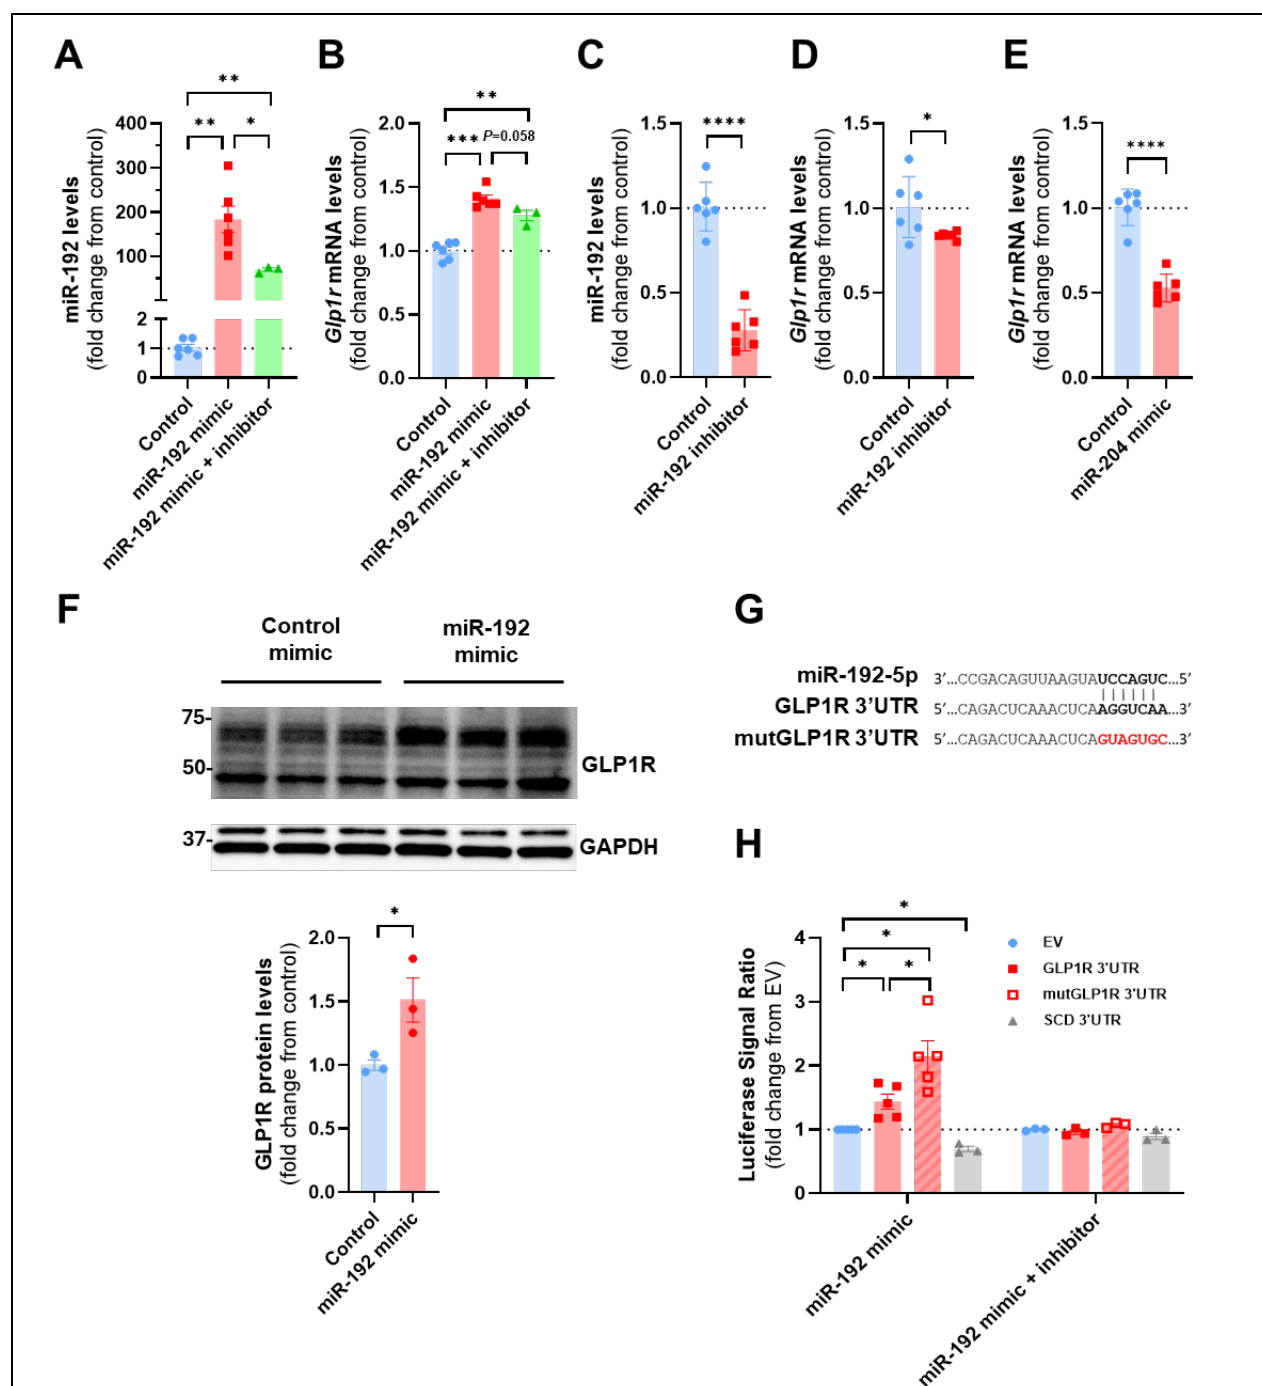 A
B
C
D
E
miR-192 levels
(fold change from control)
400
300
200
100
2
1
0
**
**
*
Control
miR-192 mimic
miR-192 mimic + inhibitor
Glp1r mRNA levels
(fold change from control)
2.0
1.5
1.0
0.5
0.0
**
***
P=0.058
Control
miR-192 mimic
miR-192 mimic + inhibitor
miR-192 levels
(fold change from control)
1.5
1.0
0.5
0.0
****
Control
miR-192 inhibitor
Glp1r mRNA levels
(fold change from control)
1.5
1.0
0.5
0.0
*
Control
miR-192 inhibitor
Glp1r mRNA levels
(fold change from control)
1.5
1.0
0.5
0.0
****
Control
miR-204 mimic
F
Control
mimic
miR-192
mimic
75-
50-
GLP1R
37-
GAPDH
GLP1R protein levels
(fold change from control)
2.0
1.5
1.0
0.5
0.0
*
Control
miR-192 mimic
G
miR-192-5p 3’...CCGACAGUUAAGUAUCCAGUC...5’
GLP1R 3’UTR 5’...CAGACUCAAACUCAAGGUCAA...3’
mutGLP1R 3’UTR 5’...CAGACUCAAACUCAGUAGUGC...3’
H
Luciferase Signal Ratio
(fold change from EV)
4
3
2
1
0
*
*
*
*
EV
GLP1R 3’UTR
mutGLP1R 3’UTR
SCD 3’UTR
miR-192 mimic
miR-192 mimic + inhibitor